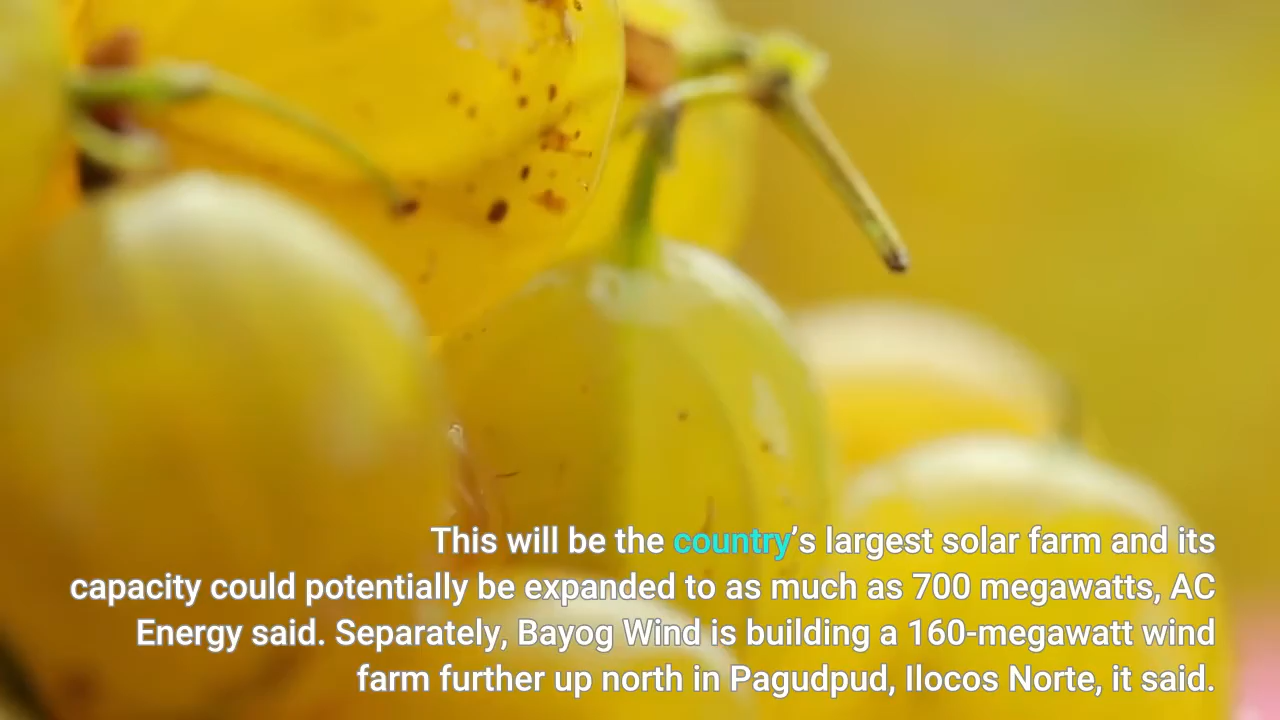 This will be the country’s largest solar farm and its
capacity could potentially be expanded to as much as 700 megawatts, AC
Energy said. Separately, Bayog Wind is building a 160-megawatt wind
farm further up north in Pagudpud, Ilocos Norte, it said.